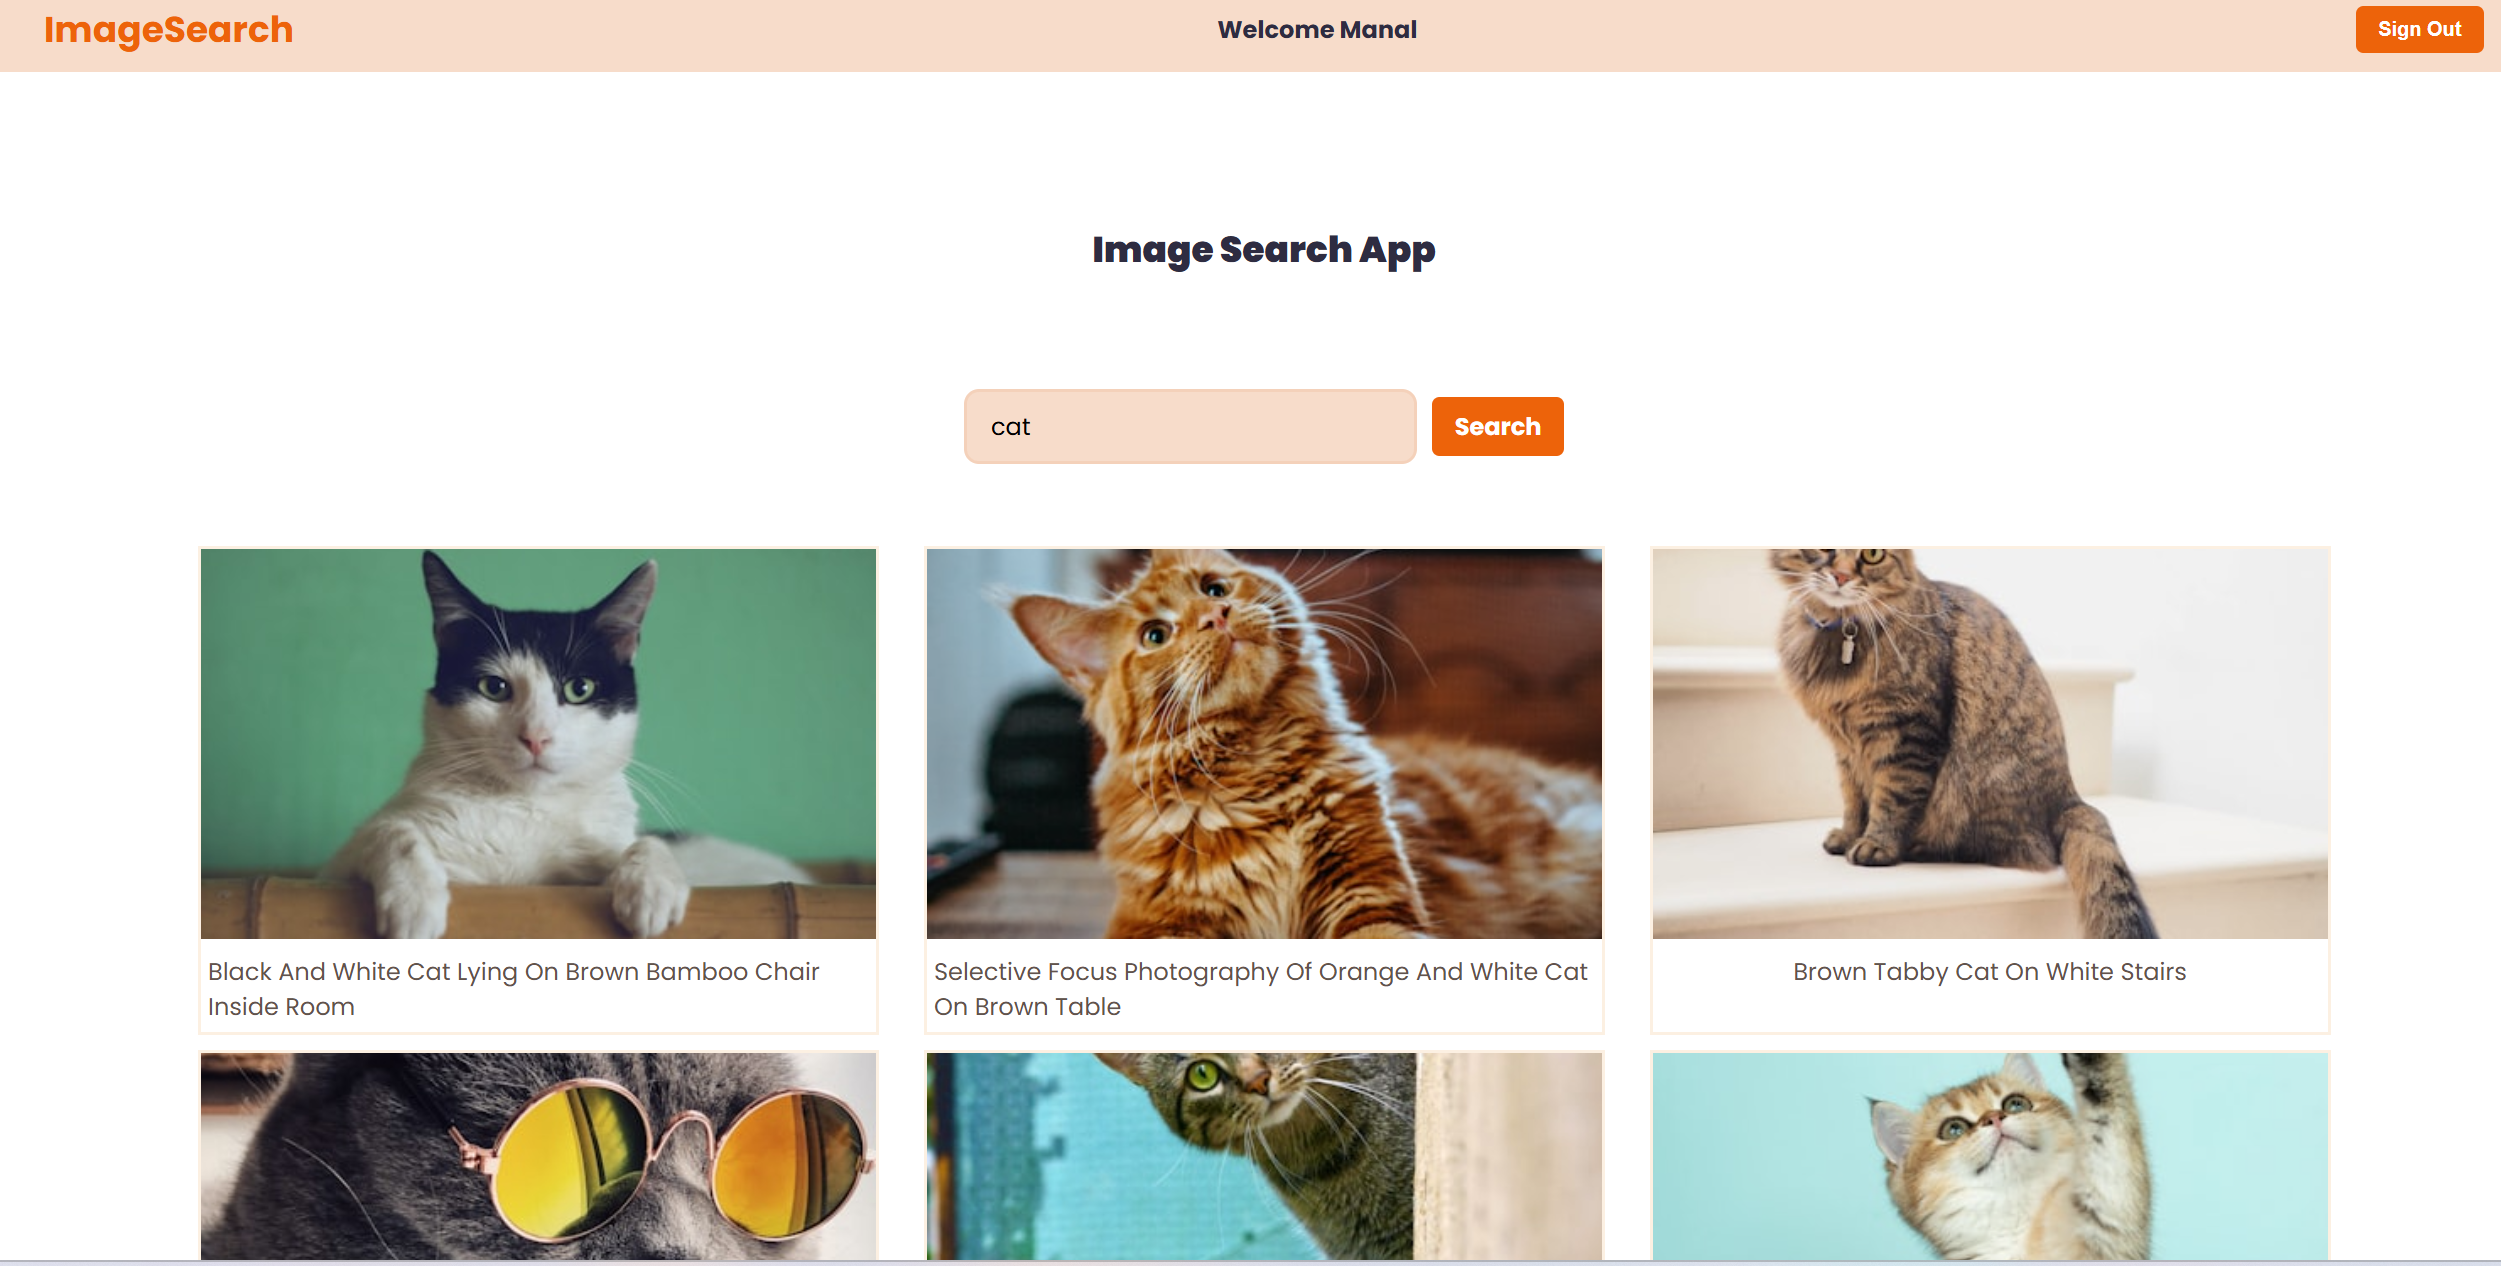 ImageSearch
Welcome Manal
Sign Out
Image Search App
cat
Search
Black And White Cat Lying On Brown Bamboo Chair
Inside Room
Selective Focus Photography Of Orange And White Cat
On Brown Table
Brown Tabby Cat On White Stairs